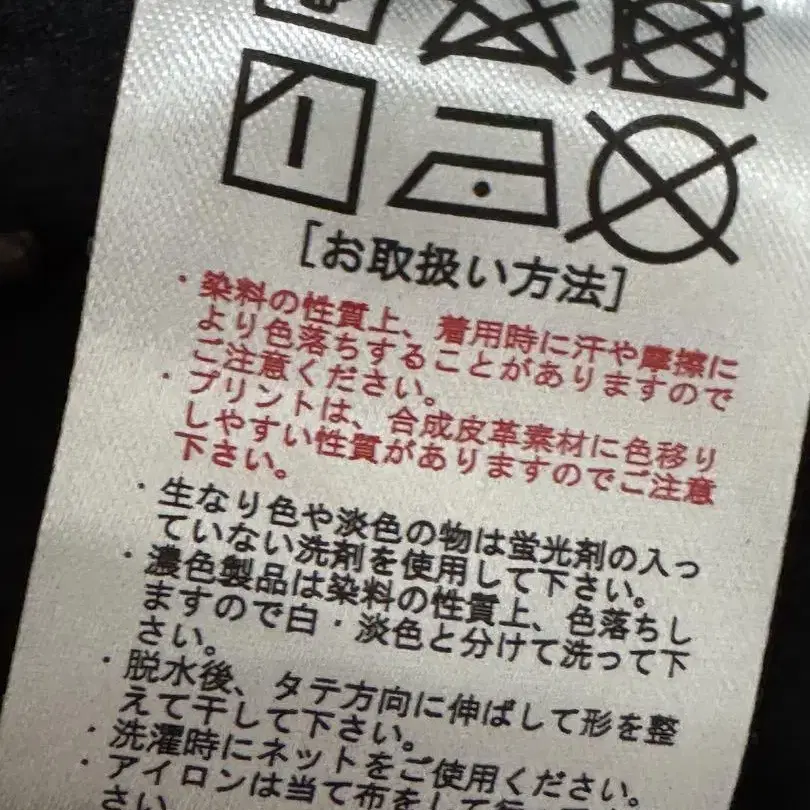 [お取扱い方法]
・染料の性質上、着用時に汗や摩擦に
より色落ちすることがありますので
ご注意ください。
・プリントは、合成皮革素材に色移り
しやすい性質がありますのでご注意
下さい。
・生なり色や淡色の物は蛍光剤の入っ
ていない洗剤を使用して下さい。
・濃色製品は染料の性質上、色落ちし
ますので白・淡色と分けて洗って下
さい。
・脱水後、タテ方向に伸ばして形を整
えて干して下さい。
・洗濯時にネットをご使用ください。
・アイロンは当て布をして
さい